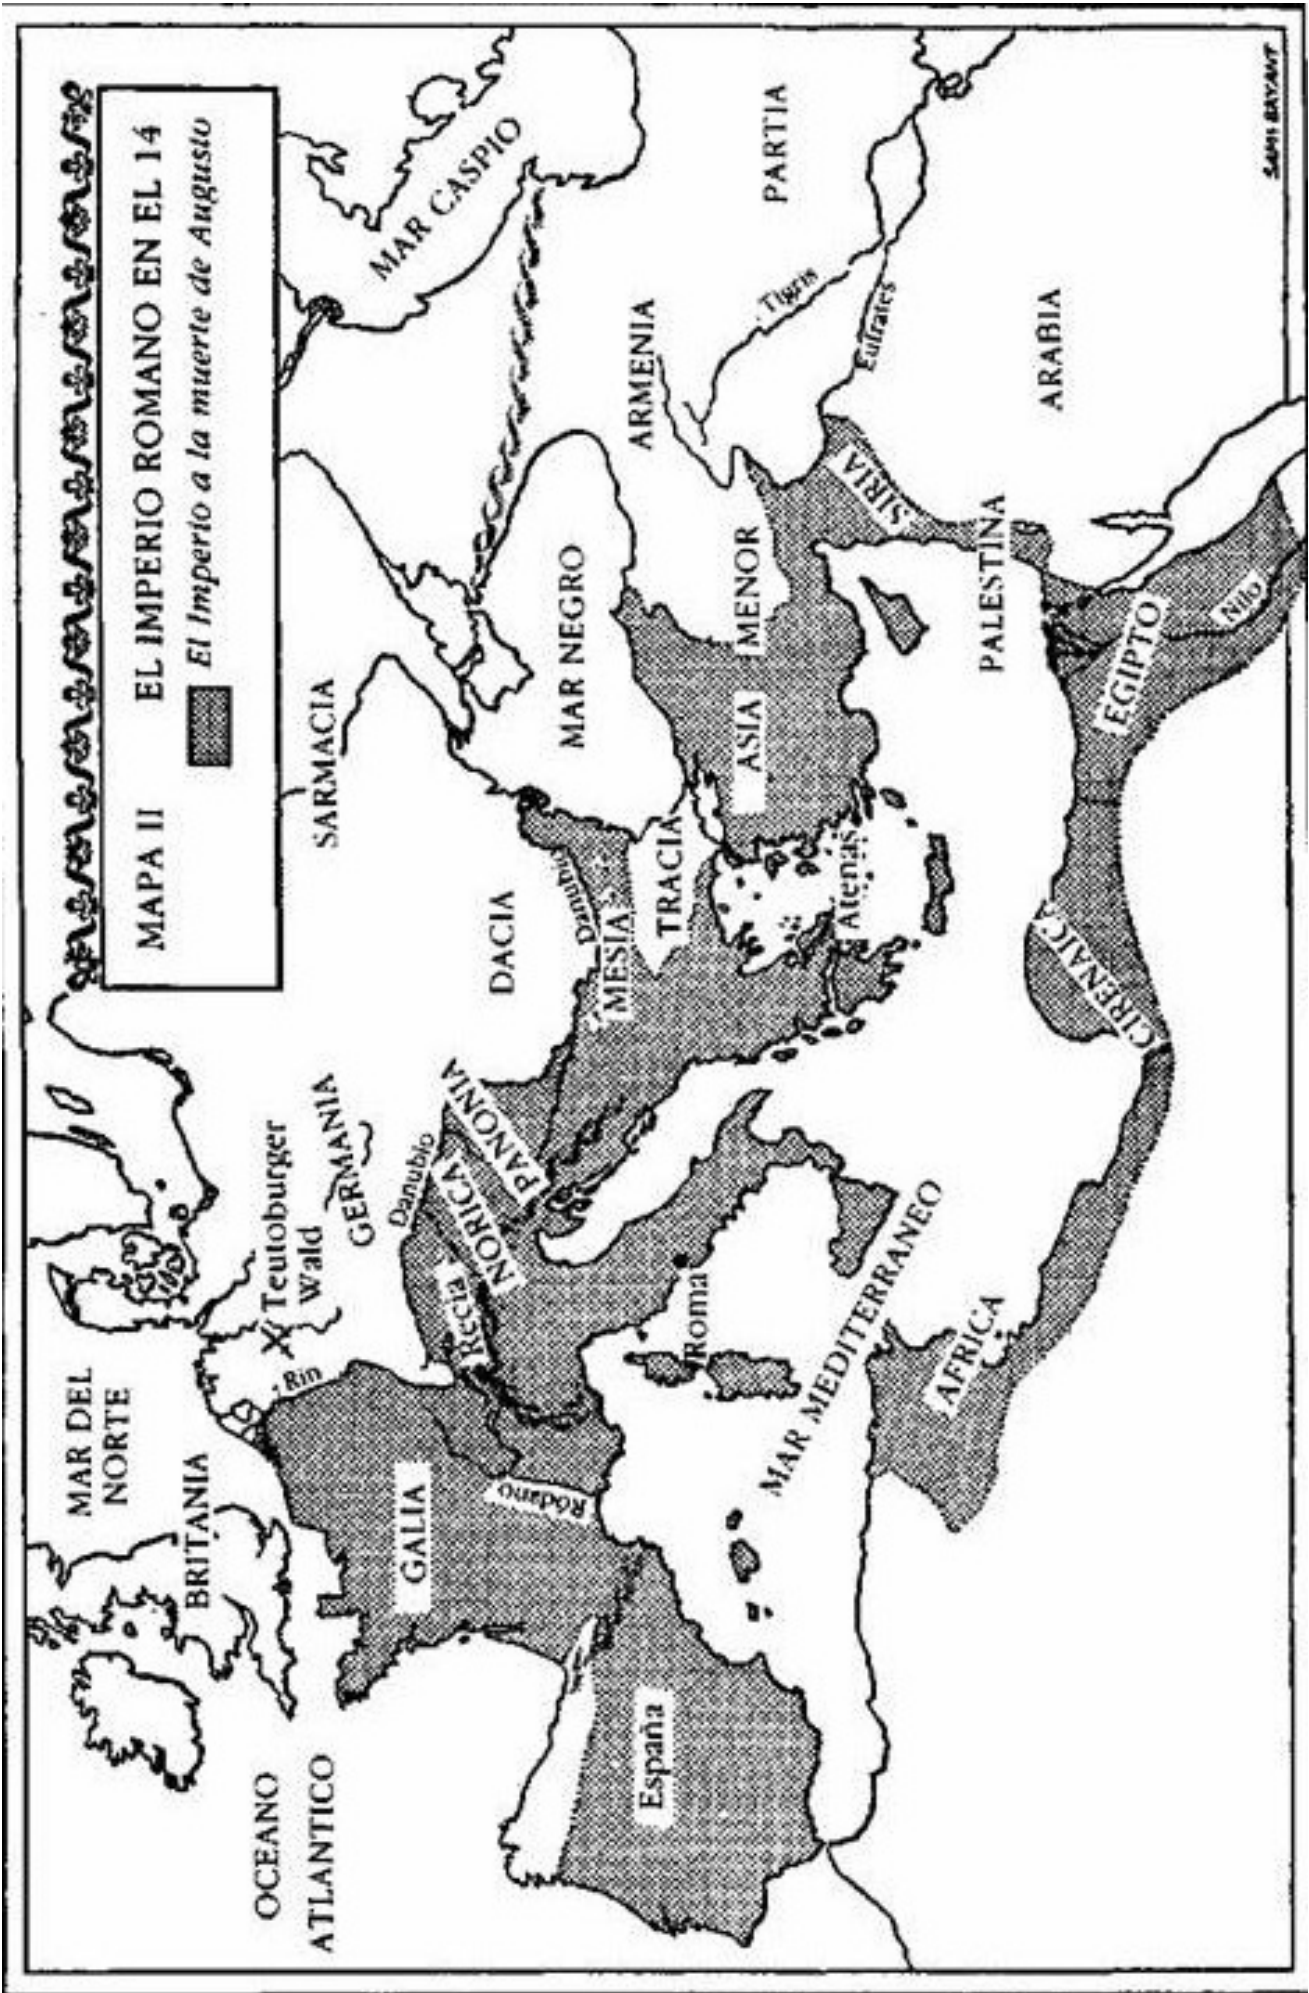 MAPA II EL IMPERIO ROMANO EN EL 14
El Imperio a la muerte de Augusto
MAR DEL
NORTE
BRITANIA
OCEANO
ATLANTICO
Teutoburger
Wald
GERMANIA
SARMACIA
Rin
Danubio
Recia
NORICA
PANONIA
GALIA
Ródano
DACIA
Danubio
MESIA
TRACIA
MAR NEGRO
MAR CASPIO
ARMENIA
PARTIA
Tigris
Eufrates
España
Roma
Atenas
ASIA MENOR
SIRIA
PALESTINA
ARABIA
MAR MEDITERRANEO
AFRICA
CIRENAICA
EGIPTO
Nilo